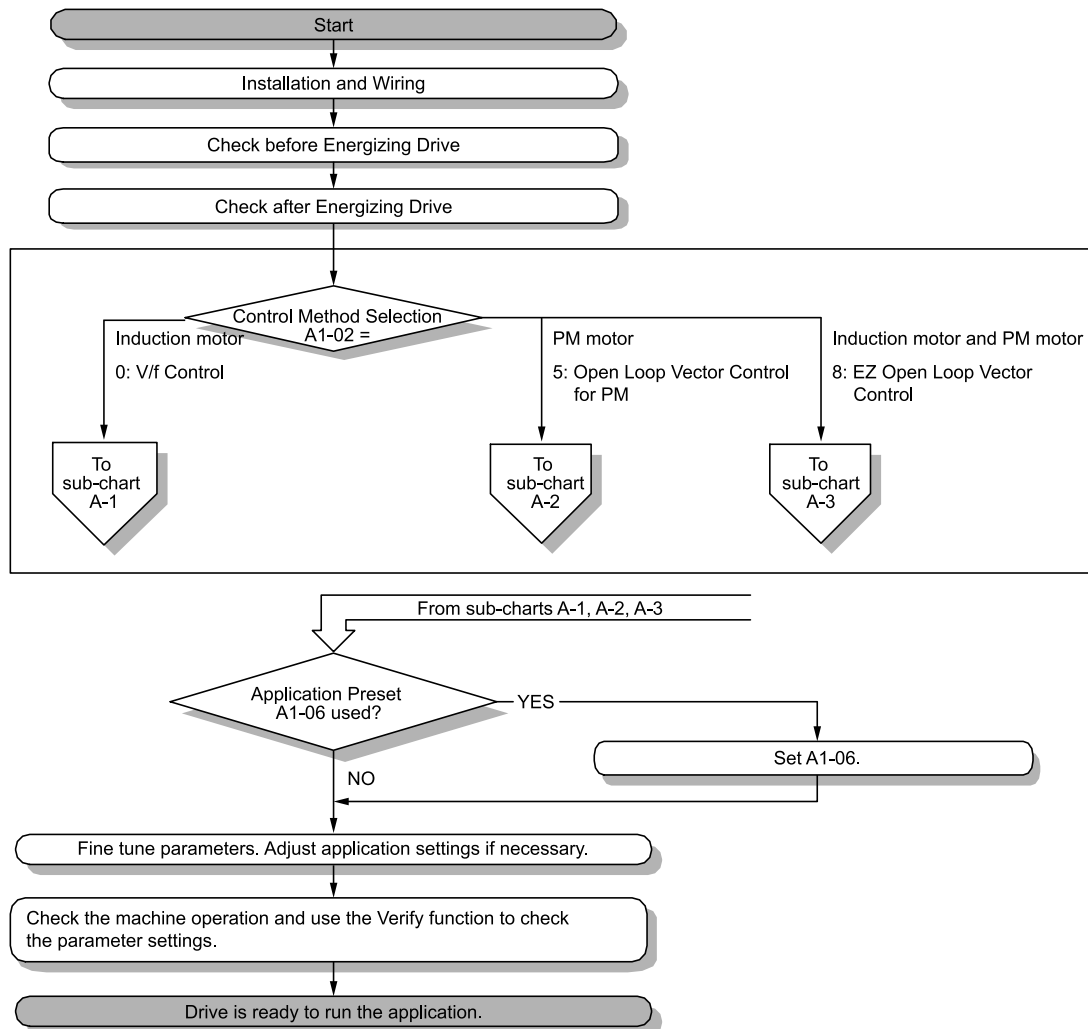 Start
Installation and Wiring
Check before Energizing Drive
Check after Energizing Drive
Control Method Selection
A1-02 =
Induction motor
0: V/f Control
PM motor
5: Open Loop Vector Control
for PM
Induction motor and PM motor
8: EZ Open Loop Vector
Control
To
sub-chart
A-1
To
sub-chart
A-2
To
sub-chart
A-3
From sub-charts A-1, A-2, A-3
Application Preset
A1-06 used?
YES
Set A1-06.
NO
Fine tune parameters. Adjust application settings if necessary.
Check the machine operation and use the Verify function to check
the parameter settings.
Drive is ready to run the application.